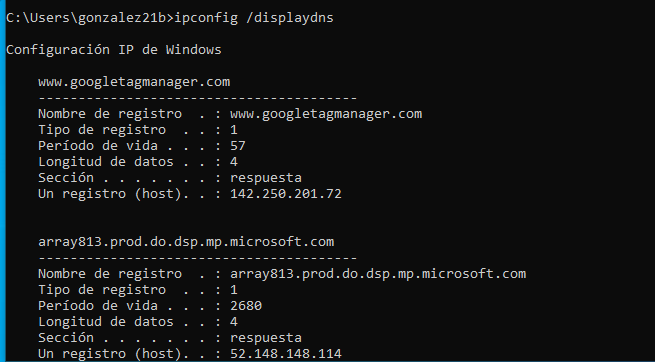 C:\Users\gonzalez21b>ipconfig /displaydns
Configuración IP de Windows
www.googletagmanager.com
----------------------------------------
Nombre de registro  . : www.googletagmanager.com
Tipo de registro  . . : 1
Período de vida . . . : 57
Longitud de datos . . : 4
Sección . . . . . . . : respuesta
Un registro (host). . : 142.250.201.72
array813.prod.do.dsp.mp.microsoft.com
----------------------------------------
Nombre de registro  . : array813.prod.do.dsp.mp.microsoft.com
Tipo de registro  . . : 1
Período de vida . . . : 2680
Longitud de datos . . : 4
Sección . . . . . . . : respuesta
Un registro (host). . : 52.148.148.114